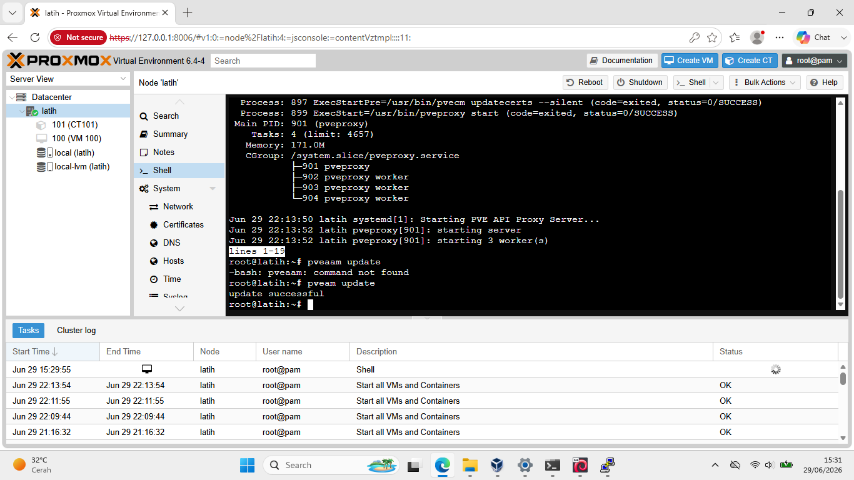 latih - Proxmox Virtual Environmen
Not secure https://127.0.0.1:8006/#v1:0:=node%2Flatih:4:=jsconsole:=contentVztmpl::::11:
Chat
PROXMOX Virtual Environment 6.4-4 Search Documentation Create VM Create CT root@pam
Server View
Node 'latih' Reboot Shutdown Shell Bulk Actions Help
Datacenter
latih
101 (CT101)
100 (VM 100)
local (latih)
local-lvm (latih)
Search
Summary
Notes
Shell
System
Network
Certificates
DNS
Hosts
Time
Syslog
Process: 897 ExecStartPre=/usr/bin/pvecm updatecerts --silent (code=exited, status=0/SUCCESS)
Process: 899 ExecStart=/usr/bin/pveproxy start (code=exited, status=0/SUCCESS)
Main PID: 901 (pveproxy)
Tasks: 4 (limit: 4657)
Memory: 171.0M
CGroup: /system.slice/pveproxy.service
├─901 pveproxy
├─902 pveproxy worker
├─903 pveproxy worker
└─904 pveproxy worker
Jun 29 22:13:50 latih systemd[1]: Starting PVE API Proxy Server...
Jun 29 22:13:52 latih pveproxy[901]: starting server
Jun 29 22:13:52 latih pveproxy[901]: starting 3 worker(s)
lines 1-19
root@latih:~# pveaam update
-bash: pveaam: command not found
root@latih:~# pveam update
update successful
root@latih:~#
Tasks Cluster log
Start Time ↓ End Time Node User name Description Status
Jun 29 15:29:55 latih root@pam Shell
Jun 29 22:13:54 Jun 29 22:13:54 latih root@pam Start all VMs and Containers OK
Jun 29 22:11:55 Jun 29 22:11:55 latih root@pam Start all VMs and Containers OK
Jun 29 22:09:44 Jun 29 22:09:44 latih root@pam Start all VMs and Containers OK
Jun 29 21:16:32 Jun 29 21:16:32 latih root@pam Start all VMs and Containers OK
32°C
Cerah
Search
15:31
29/06/2026